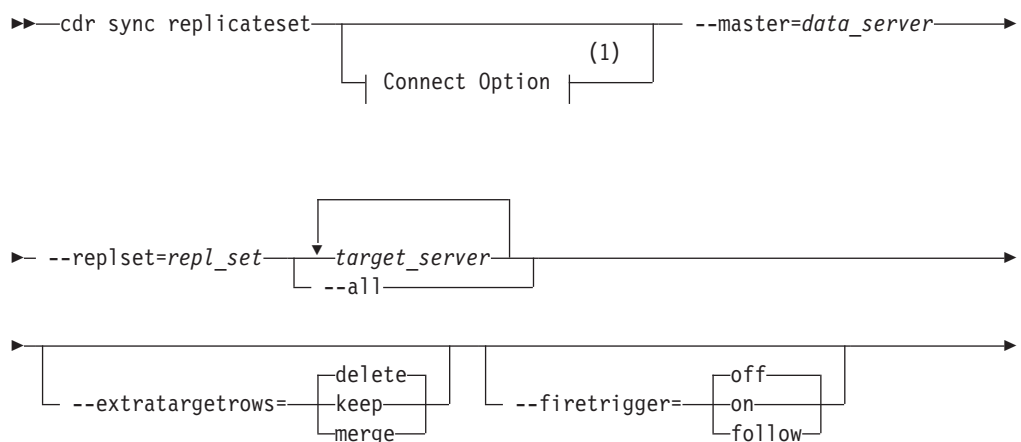 cdr sync replicateset
--master=data_server
(1)
Connect Option
--replset=repl_set
target_server
--all
--extratargetrows=
delete
keep
merge
--firetrigger=
off
on
follow